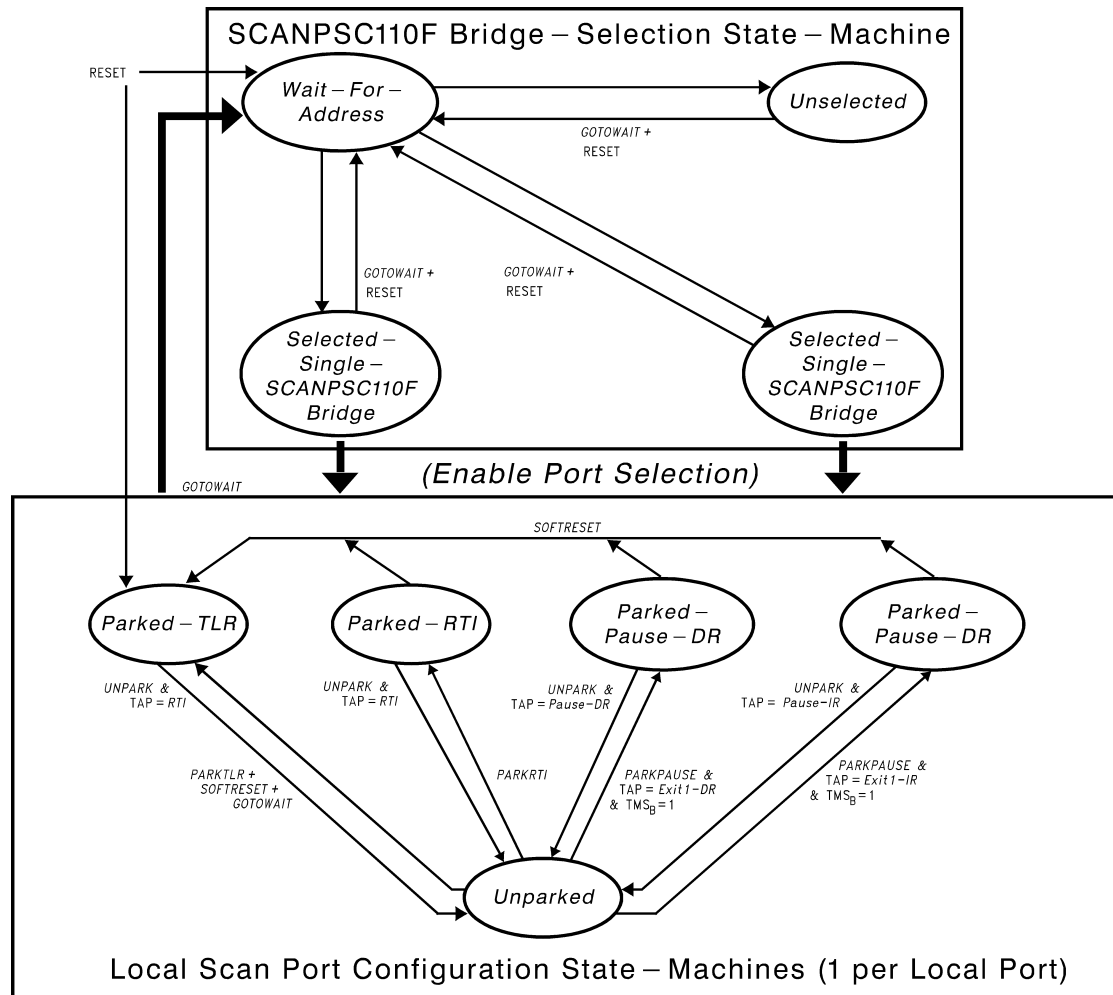 SCANPSC110F Bridge – Selection State – Machine
RESET
Wait – For –
Address
Unselected
GOTOWAIT +
RESET
GOTOWAIT +
RESET
GOTOWAIT +
RESET
Selected –
Single –
SCANPSC110F
Bridge
Selected –
Single –
SCANPSC110F
Bridge
(Enable Port Selection)
GOTOWAIT
SOFTRESET
Parked – TLR
Parked – RTI
Parked –
Pause – DR
Parked –
Pause – DR
UNPARK &
TAP = RTI
UNPARK &
TAP = RTI
UNPARK &
TAP = Pause-DR
UNPARK &
TAP = Pause-IR
PARKTLR +
SOFTRESET +
GOTOWAIT
PARKRTI
PARKPAUSE &
TAP = Exit1-DR
& TMSB = 1
PARKPAUSE &
TAP = Exit1-IR
& TMSB = 1
Unparked
Local Scan Port Configuration State – Machines (1 per Local Port)